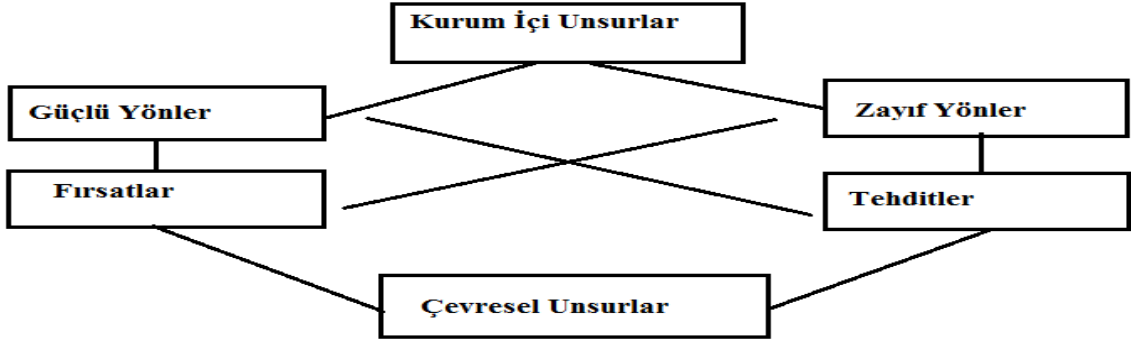 Kurum İçi Unsurlar
Güçlü Yönler
Zayıf Yönler
Fırsatlar
Tehditler
Çevresel Unsurlar